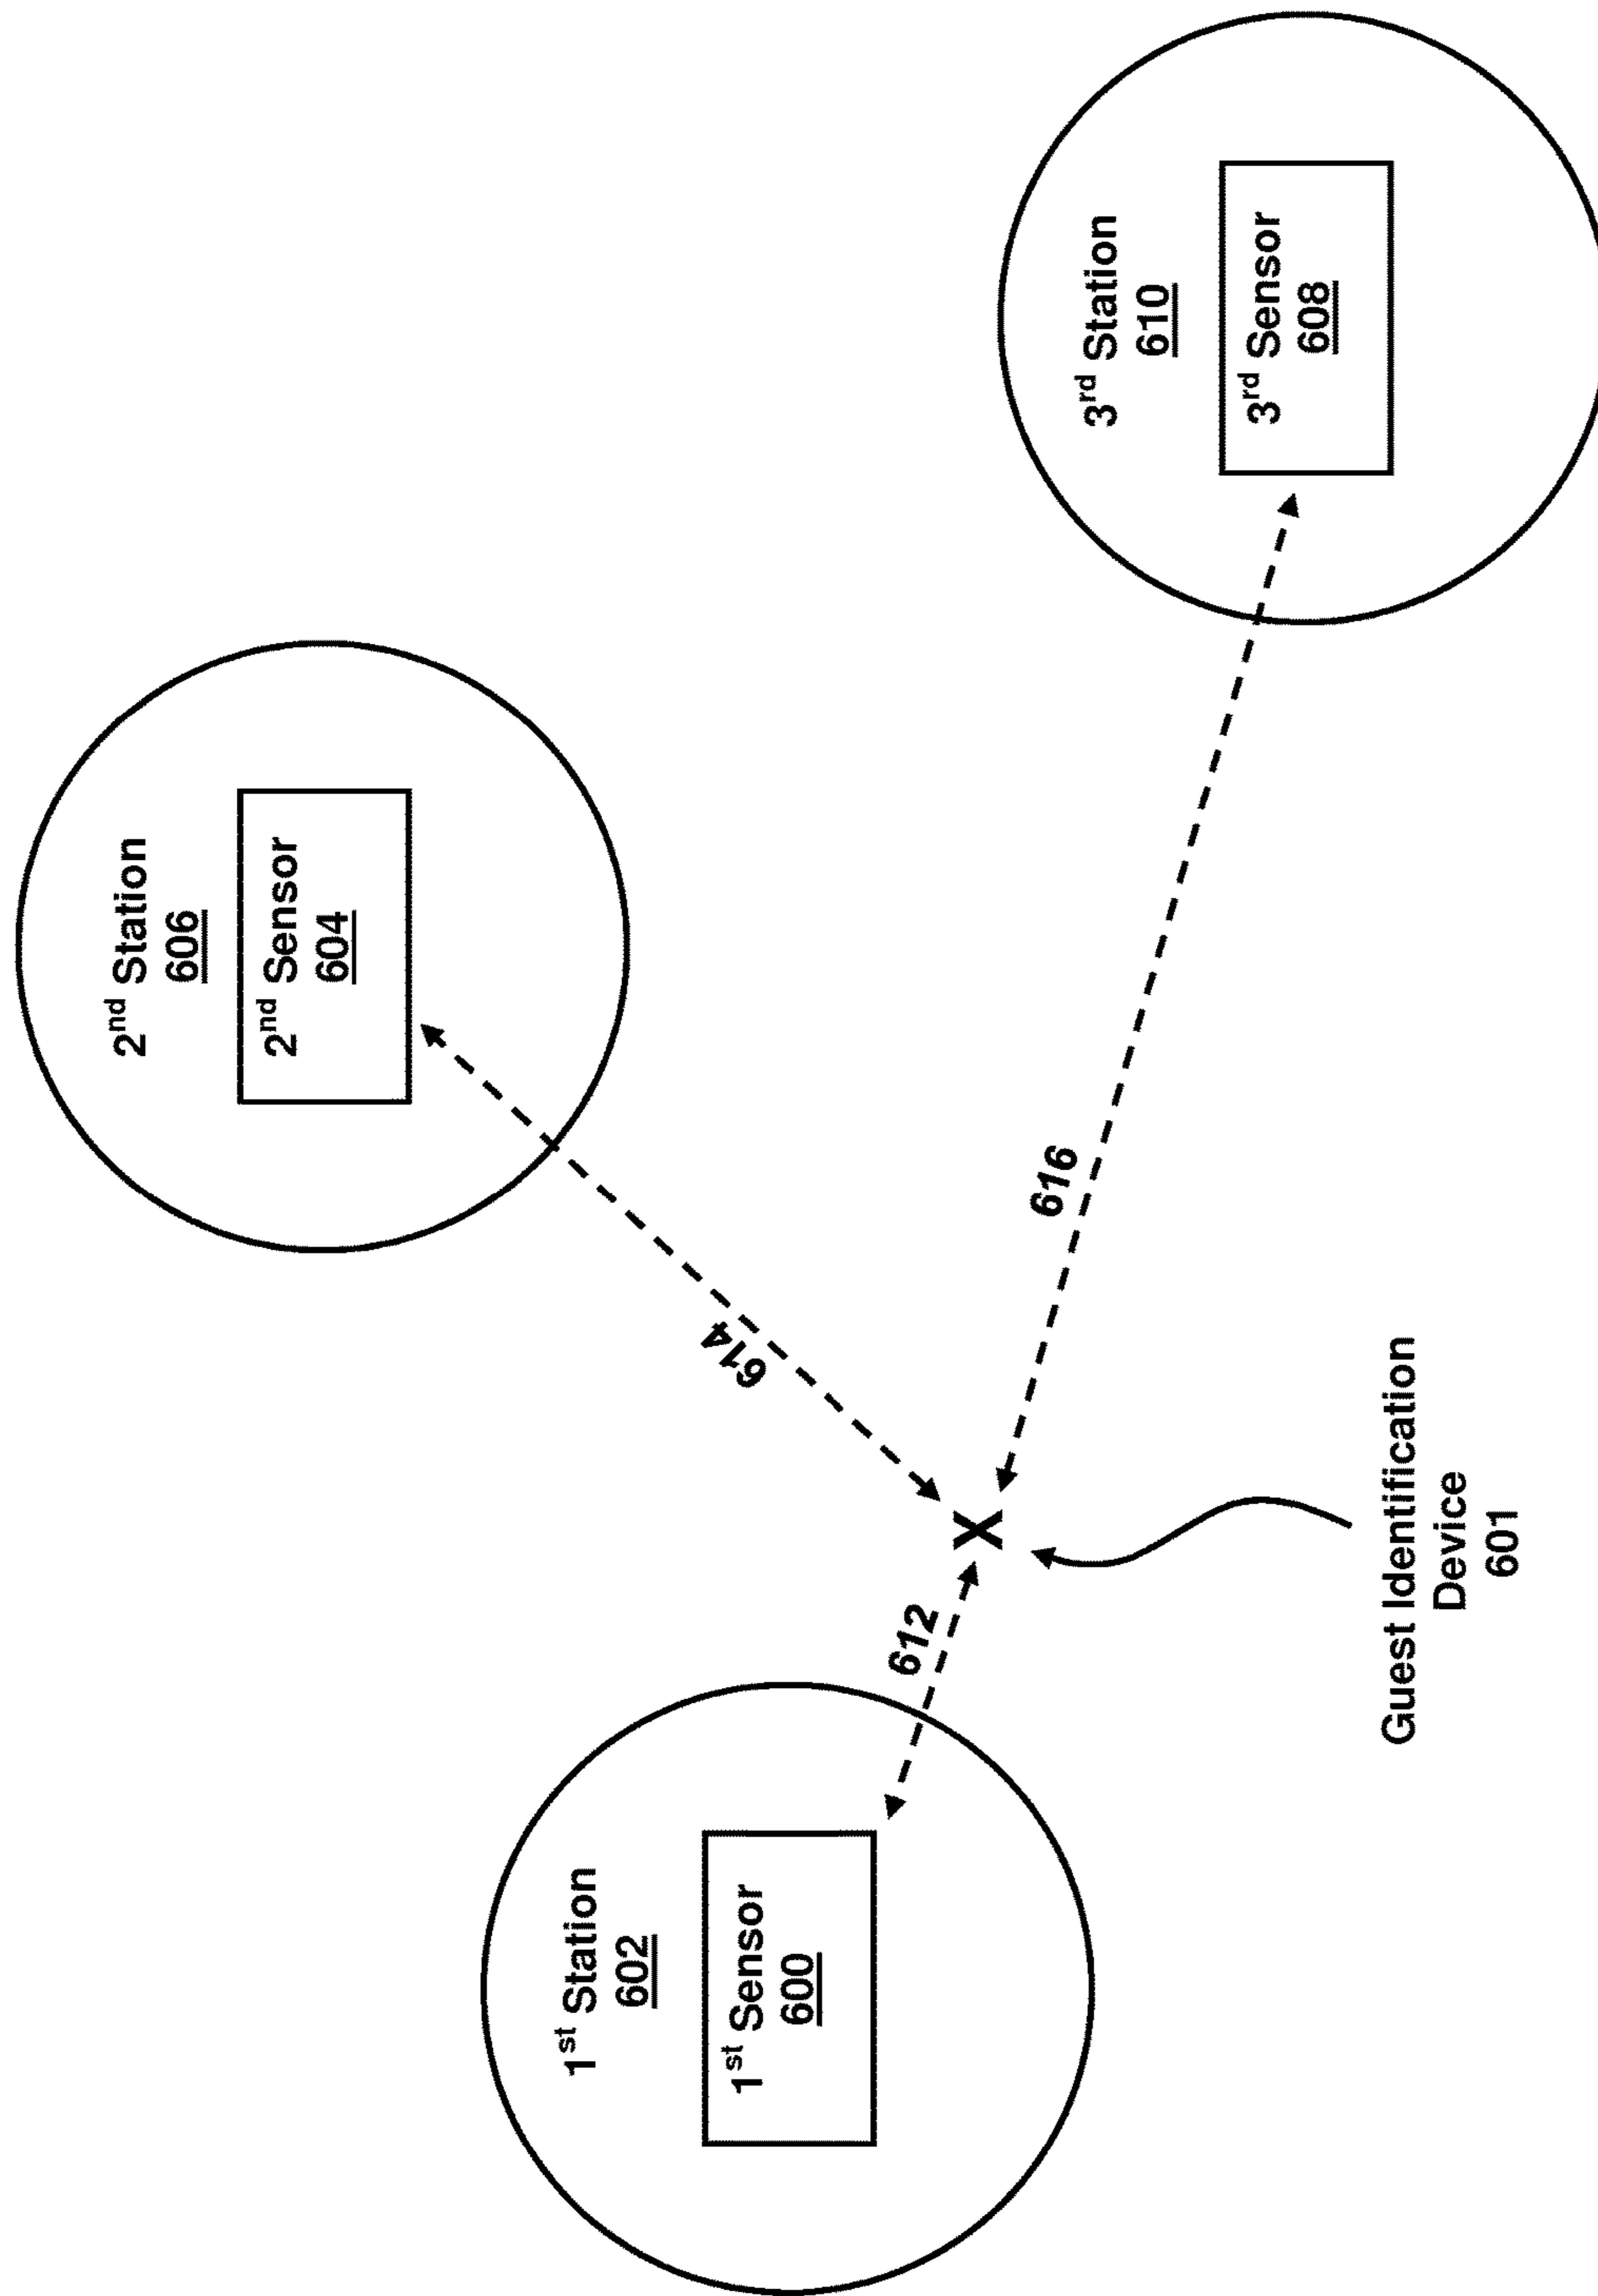 2nd Station
606
2nd Sensor
604
1st Station
602
1st Sensor
600
614
612
616
3rd Station
610
3rd Sensor
608
Guest Identification
Device
601
X